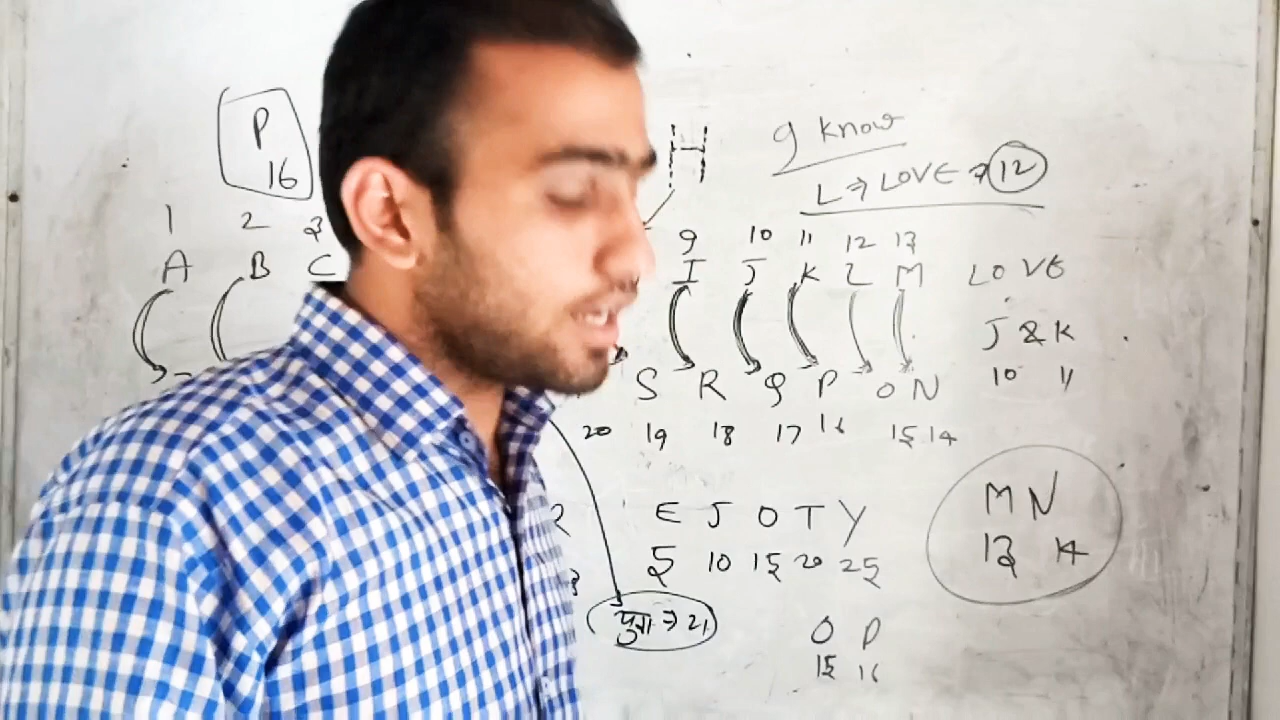 P
16
H
I know
L ⇒ LOVE ⇒ 12
1 2 3 9 10 11 12 13
A B C I J K L M LOVE
J & K
10 11
S R Q P O N
20 19 18 17 16 15 14
E J O T Y
5 10 15 20 25
M N
13 14
⇒ 21
O P
15 16